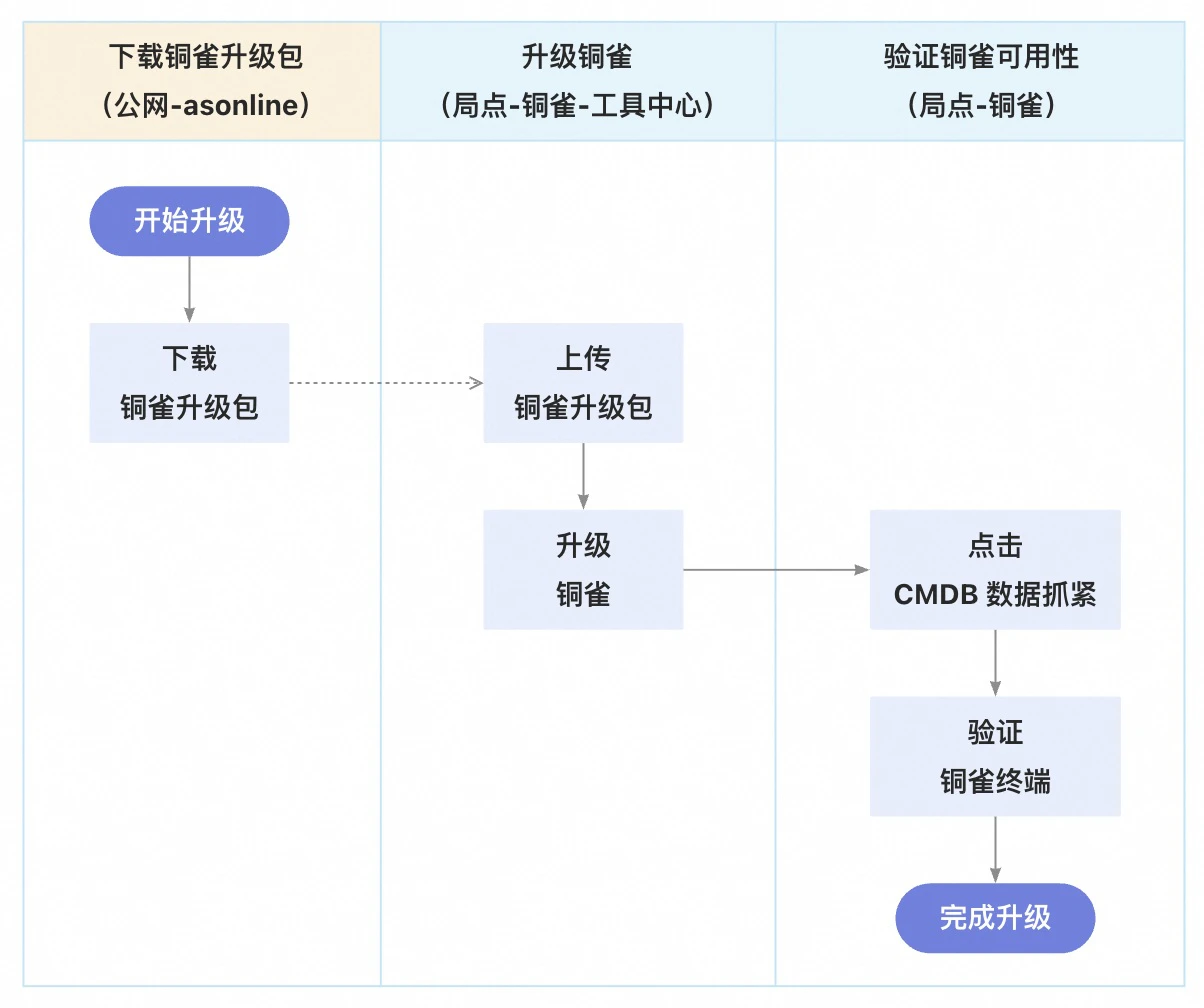 下载铜雀升级包
（公网-asonline）
升级铜雀
（局点-铜雀-工具中心）
验证铜雀可用性
（局点-铜雀）
开始升级
下载
铜雀升级包
上传
铜雀升级包
升级
铜雀
点击
CMDB 数据抓紧
验证
铜雀终端
完成升级